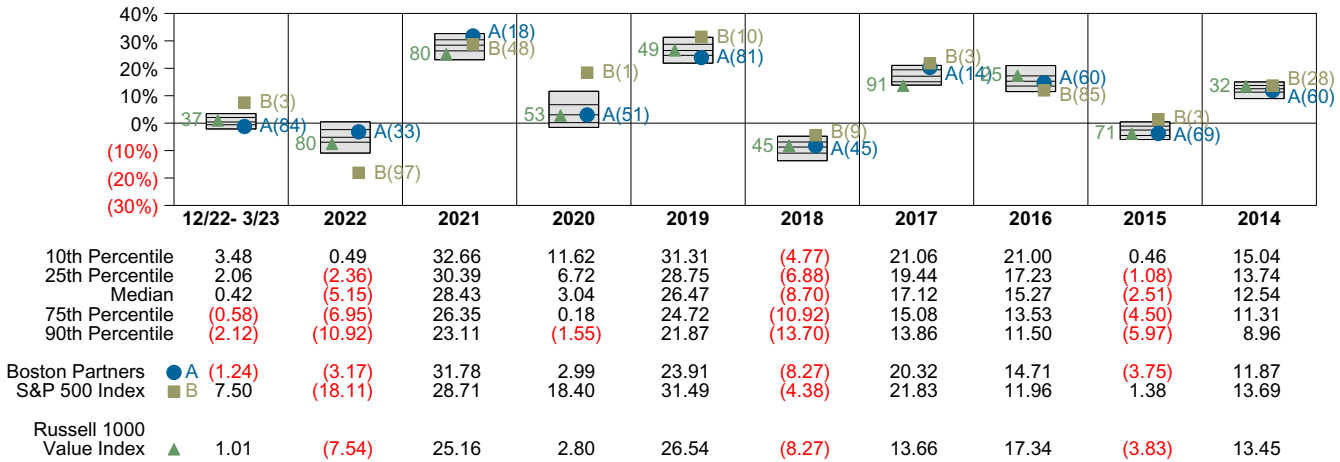 40%
30%
20%
10%
0%
(10%)
(20%)
(30%)
37 B(3) A(84)
80 A(33) B(97)
80 A(18) B(48)
53 B(1) A(51)
49 B(10) A(81)
45 B(9) A(45)
91 B(3) A(14)
25 A(60) B(85)
71 B(3) A(69)
32 B(28) A(60)
12/22- 3/23 2022 2021 2020 2019 2018 2017 2016 2015 2014
10th Percentile 3.48 0.49 32.66 11.62 31.31 (4.77) 21.06 21.00 0.46 15.04
25th Percentile 2.06 (2.36) 30.39 6.72 28.75 (6.88) 19.44 17.23 (1.08) 13.74
Median 0.42 (5.15) 28.43 3.04 26.47 (8.70) 17.12 15.27 (2.51) 12.54
75th Percentile (0.58) (6.95) 26.35 0.18 24.72 (10.92) 15.08 13.53 (4.50) 11.31
90th Percentile (2.12) (10.92) 23.11 (1.55) 21.87 (13.70) 13.86 11.50 (5.97) 8.96
Boston Partners A (1.24) (3.17) 31.78 2.99 23.91 (8.27) 20.32 14.71 (3.75) 11.87
S&P 500 Index B 7.50 (18.11) 28.71 18.40 31.49 (4.38) 21.83 11.96 1.38 13.69
Russell 1000
Value Index 1.01 (7.54) 25.16 2.80 26.54 (8.27) 13.66 17.34 (3.83) 13.45